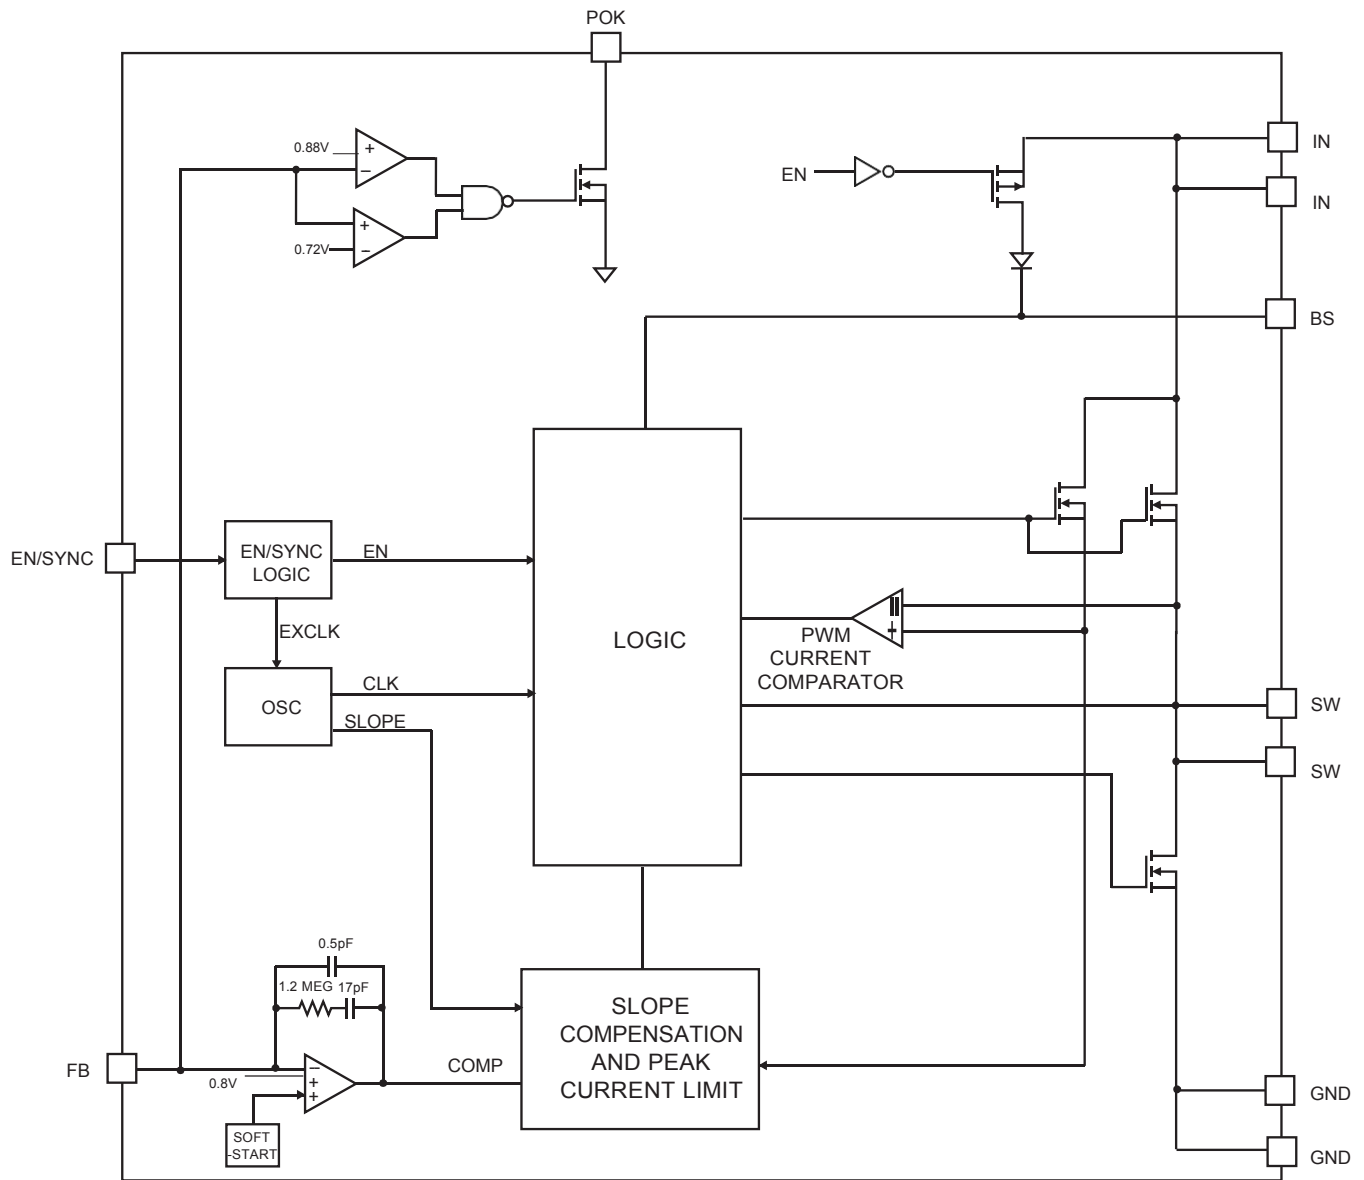 POK
IN
0.88V
+
−
EN
IN
+
0.72V
−
BS
EN/SYNC
EN/SYNC
LOGIC
EN
EXCLK
LOGIC
PWM
CURRENT
COMPARATOR
OSC
CLK
SLOPE
SW
SW
0.5pF
1.2 MEG 17pF
SLOPE
COMPENSATION
AND PEAK
CURRENT LIMIT
FB
0.8V
−
+
+
COMP
SOFT
-START
GND
GND